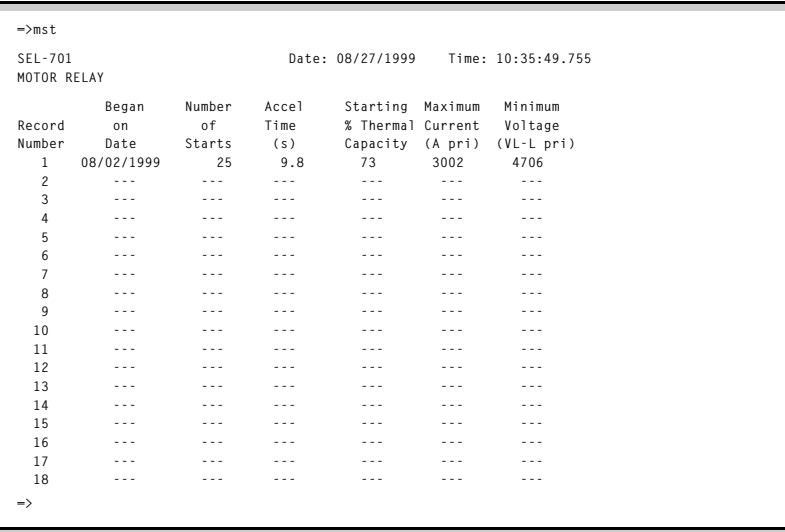 =>mst
SEL-701 Date: 08/27/1999 Time: 10:35:49.755
MOTOR RELAY
Began Number Accel Starting Maximum Minimum
Record on of Time % Thermal Current Voltage
Number Date Starts (s) Capacity (A pri) (VL-L pri)
1 08/02/1999 25 9.8 73 3002 4706
2 --- --- --- --- --- ---
3 --- --- --- --- --- ---
4 --- --- --- --- --- ---
5 --- --- --- --- --- ---
6 --- --- --- --- --- ---
7 --- --- --- --- --- ---
8 --- --- --- --- --- ---
9 --- --- --- --- --- ---
10 --- --- --- --- --- ---
11 --- --- --- --- --- ---
12 --- --- --- --- --- ---
13 --- --- --- --- --- ---
14 --- --- --- --- --- ---
15 --- --- --- --- --- ---
16 --- --- --- --- --- ---
17 --- --- --- --- --- ---
18 --- --- --- --- --- ---
=>